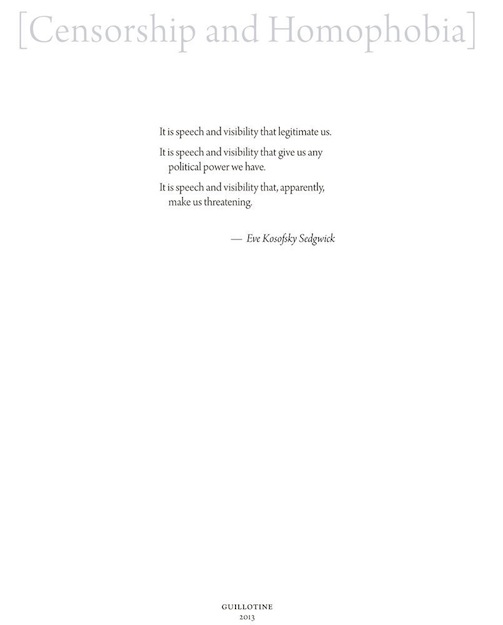 [Censorship and Homophobia]
It is speech and visibility that legitimate us.
It is speech and visibility that give us any
political power we have.
It is speech and visibility that, apparently,
make us threatening.
— Eve Kosofsky Sedgwick
GUILLOTINE
2013